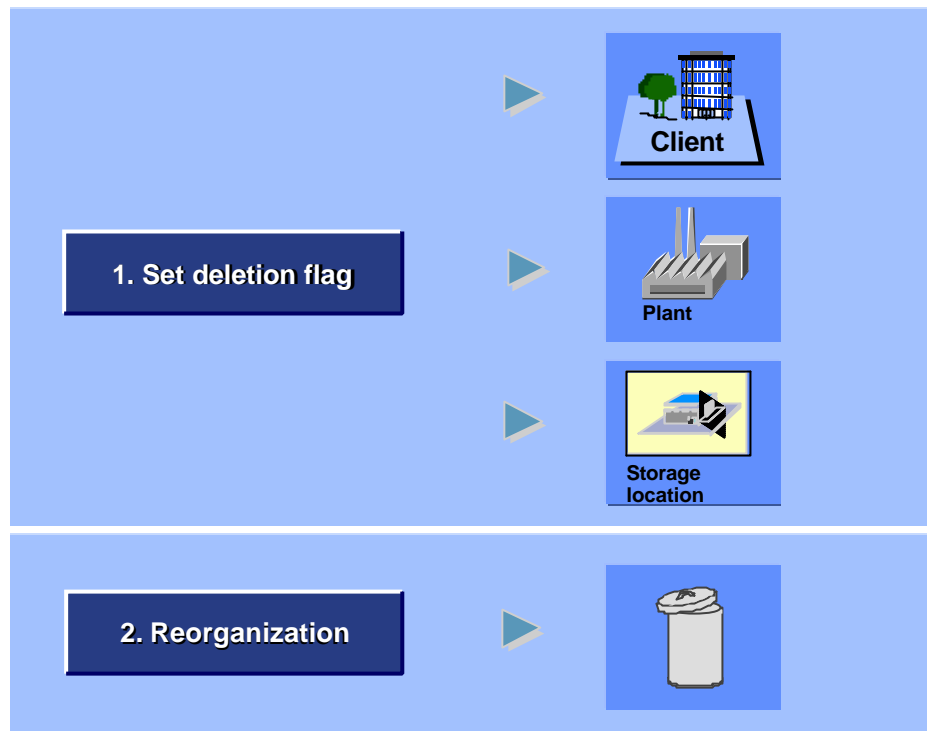 Client
1. Set deletion flag
Plant
Storage
location
2. Reorganization